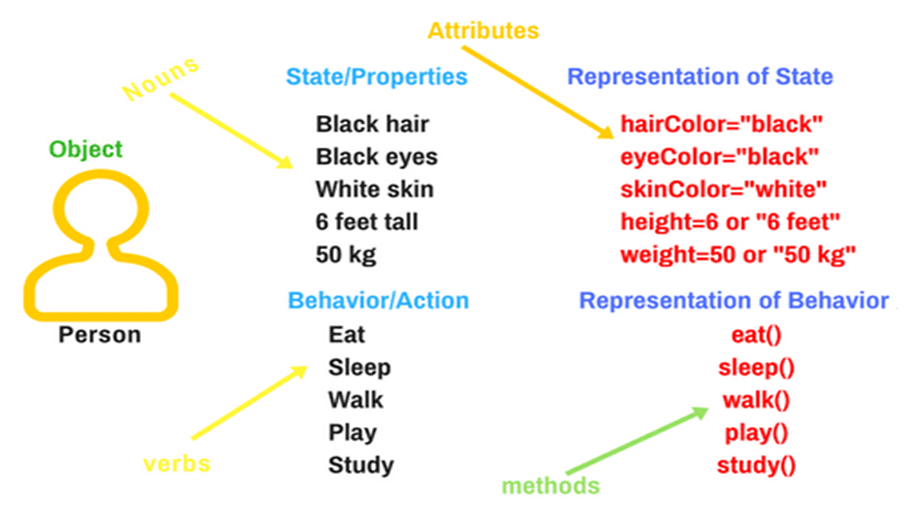 Attributes
Nouns
State/Properties
Representation of State
Object
Black hair
hairColor="black"
Black eyes
eyeColor="black"
White skin
skinColor="white"
6 feet tall
height=6 or "6 feet"
50 kg
weight=50 or "50 kg"
Person
Behavior/Action
Representation of Behavior
Eat
eat()
Sleep
sleep()
Walk
walk()
Play
play()
Study
study()
verbs
methods